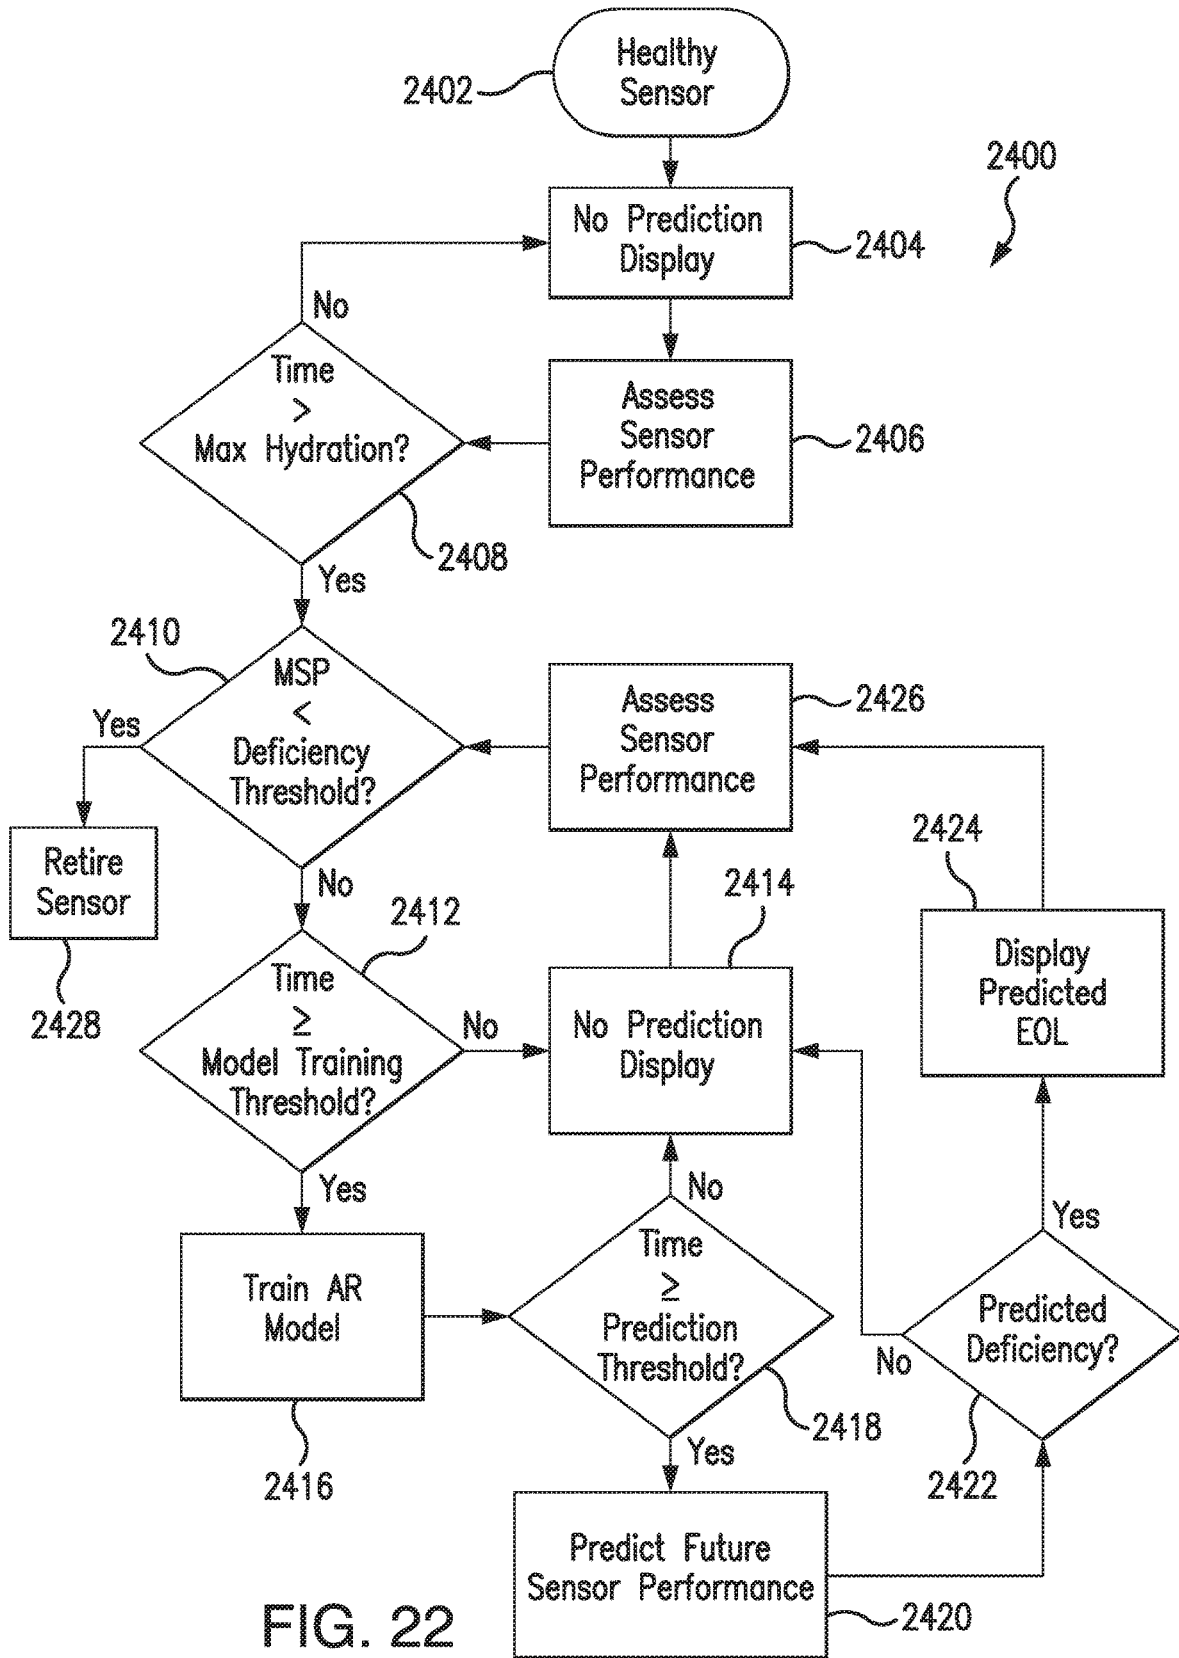 Healthy
Sensor
2402
2400
No Prediction
Display
2404
No
Time
>
Max Hydration?
2408
Assess
Sensor
Performance
2406
Yes
2410
MSP
<
Deficiency
Threshold?
Yes
No
Retire
Sensor
2428
Assess
Sensor
Performance
2426
2424
Display
Predicted
EOL
2412
Time
≥
Model Training
Threshold?
No
Yes
2414
No Prediction
Display
Train AR
Model
2416
No
Time
≥
Prediction
Threshold?
2418
Yes
Yes
Predicted
Deficiency?
No
2422
Predict Future
Sensor Performance
2420
FIG. 22